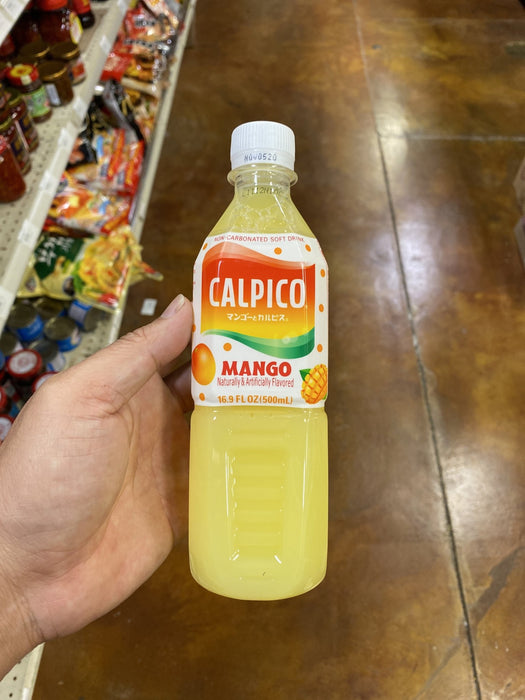 NOV0520
NON-CARBONATED SOFT DRINK
CALPICO
マンゴーとカルピス®
MANGO
Naturally & Artificially Flavored
16.9 FL OZ (500mL)